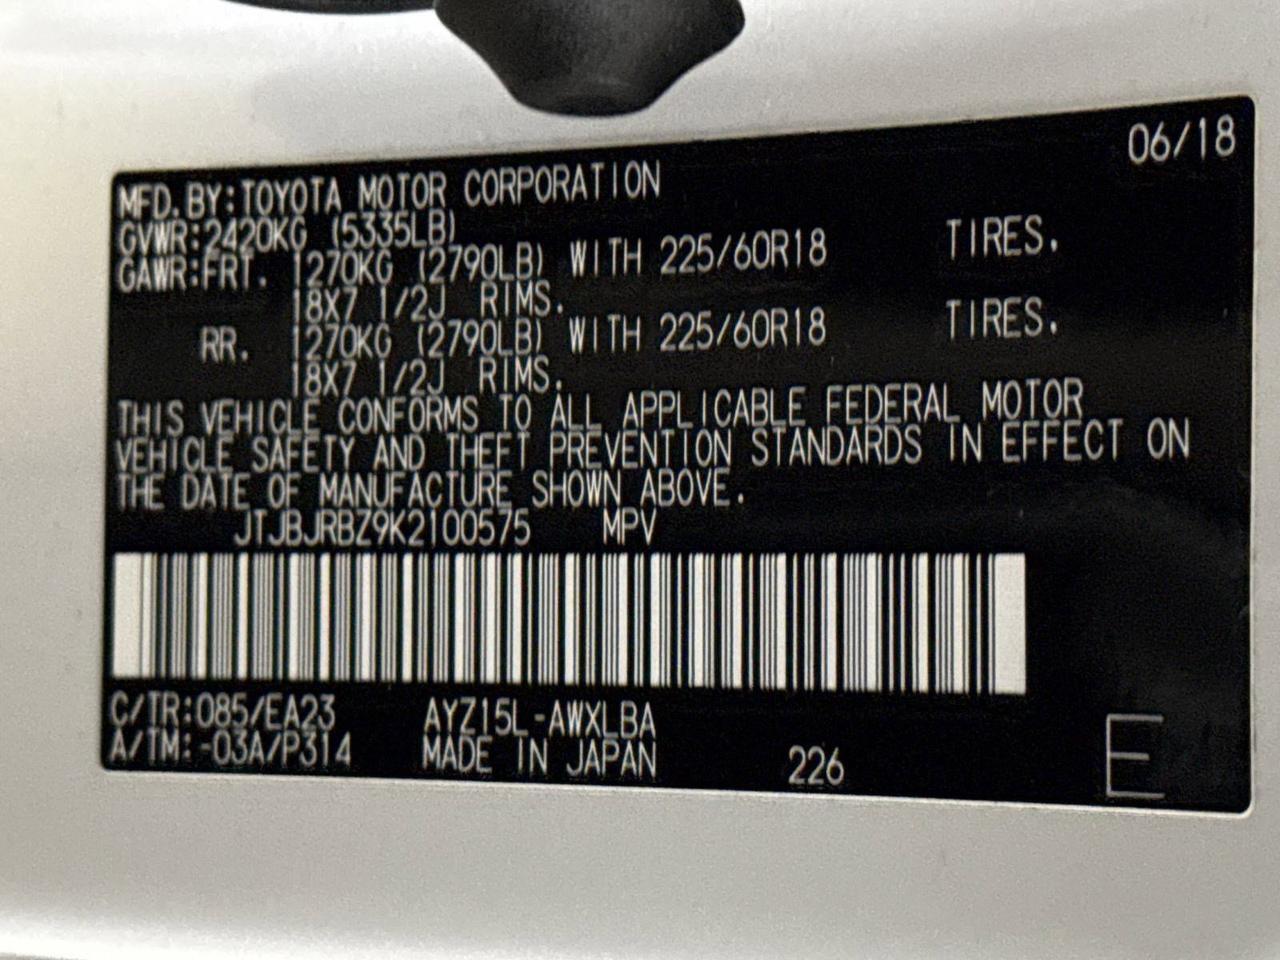 06/18
MFD.BY:TOYOTA MOTOR CORPORATION
GVWR:2420KG (5335LB)
GAWR:FRT. 1270KG (2790LB) WITH 225/60R18 TIRES.
18X7 1/2J RIMS.
RR. 1270KG (2790LB) WITH 225/60R18 TIRES.
18X7 1/2J RIMS.
THIS VEHICLE CONFORMS TO ALL APPLICABLE FEDERAL MOTOR
VEHICLE SAFETY AND THEFT PREVENTION STANDARDS IN EFFECT ON
THE DATE OF MANUFACTURE SHOWN ABOVE.
JTJBJRBZ9K2100575 MPV
C/TR:085/EA23 AYZ15L-AWXLBA
A/TM:-03A/P314 MADE IN JAPAN 226 E